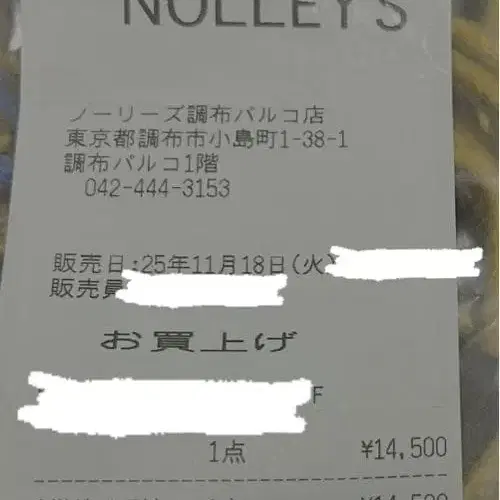 NOLLEY'S
ノーリーズ調布パルコ店
東京都調布市小島町1-38-1
調布パルコ1階
042-444-3153
販売日:25年11月18日(火)
販売員
お買上げ
F
1点 ¥14,500
¥14,500